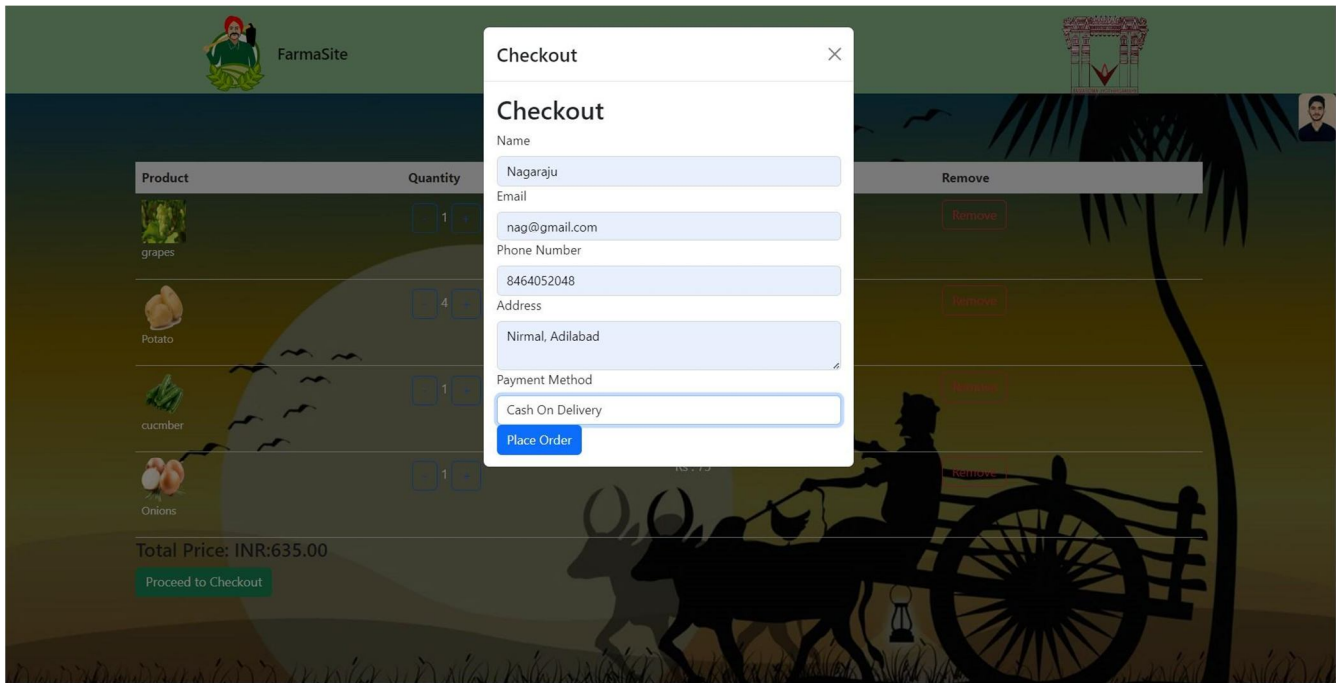 FarmaSite
Checkout
Checkout
Name
Nagaraju
Email
nag@gmail.com
Phone Number
8464052048
Address
Nirmal, Adilabad
Payment Method
Cash On Delivery
Place Order
Product Quantity Remove
- 1 + Remove
grapes
- 4 + Remove
Potato
- 1 + Remove
cucmber
- 1 + Rs : 75 Remove
Onions
Total Price: INR:635.00
Proceed to Checkout